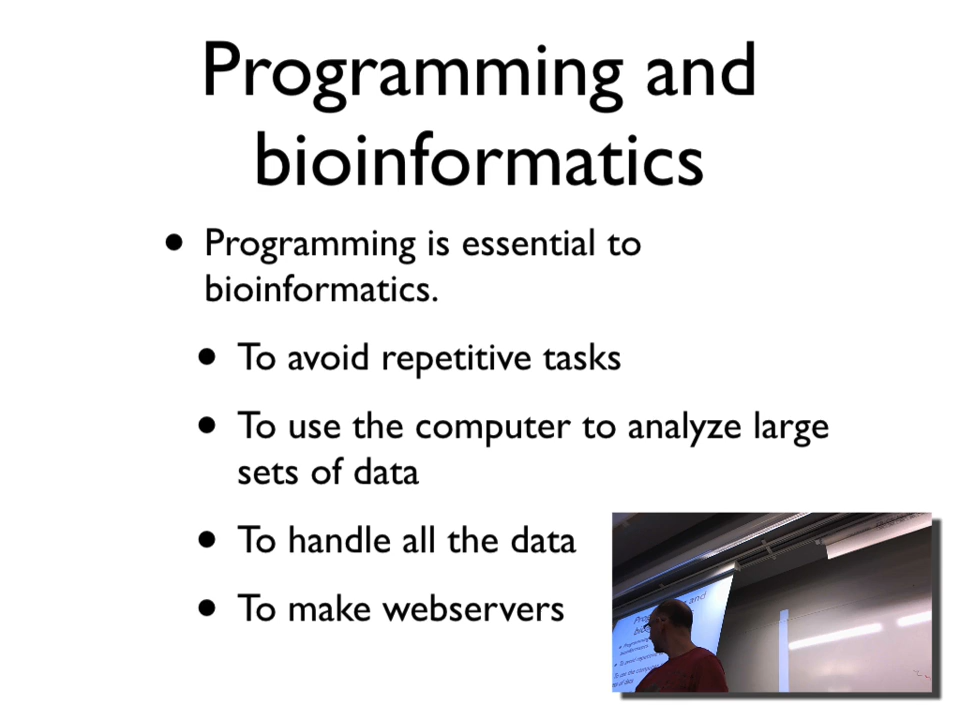 Programming and
bioinformatics
• Programming is essential to
bioinformatics.
• To avoid repetitive tasks
• To use the computer to analyze large
sets of data
• To handle all the data
• To make webservers